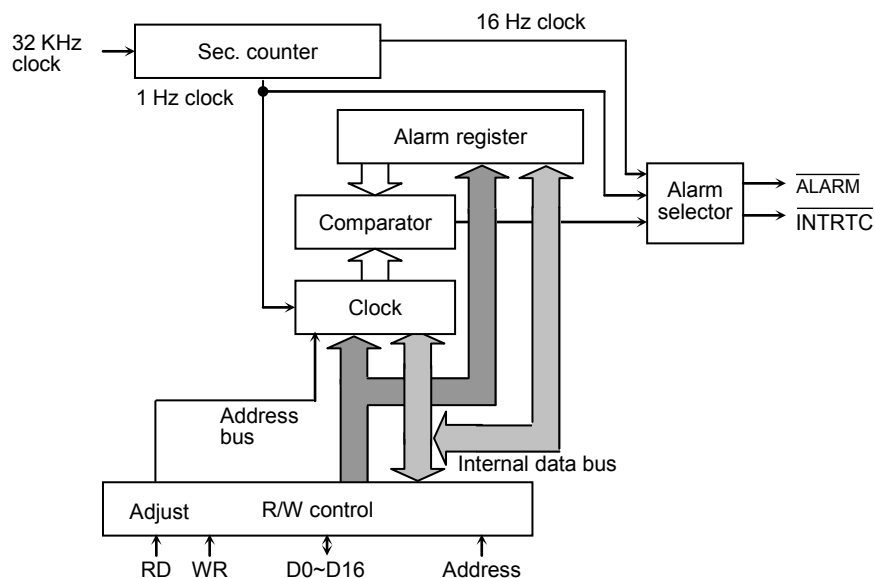 16 Hz clock
32 KHz
clock
Sec. counter
1 Hz clock
Alarm register
Alarm
selector
ALARM
INTRTC
Comparator
Clock
Address
bus
Internal data bus
Adjust
R/W control
RD
WR
D0~D16
Address